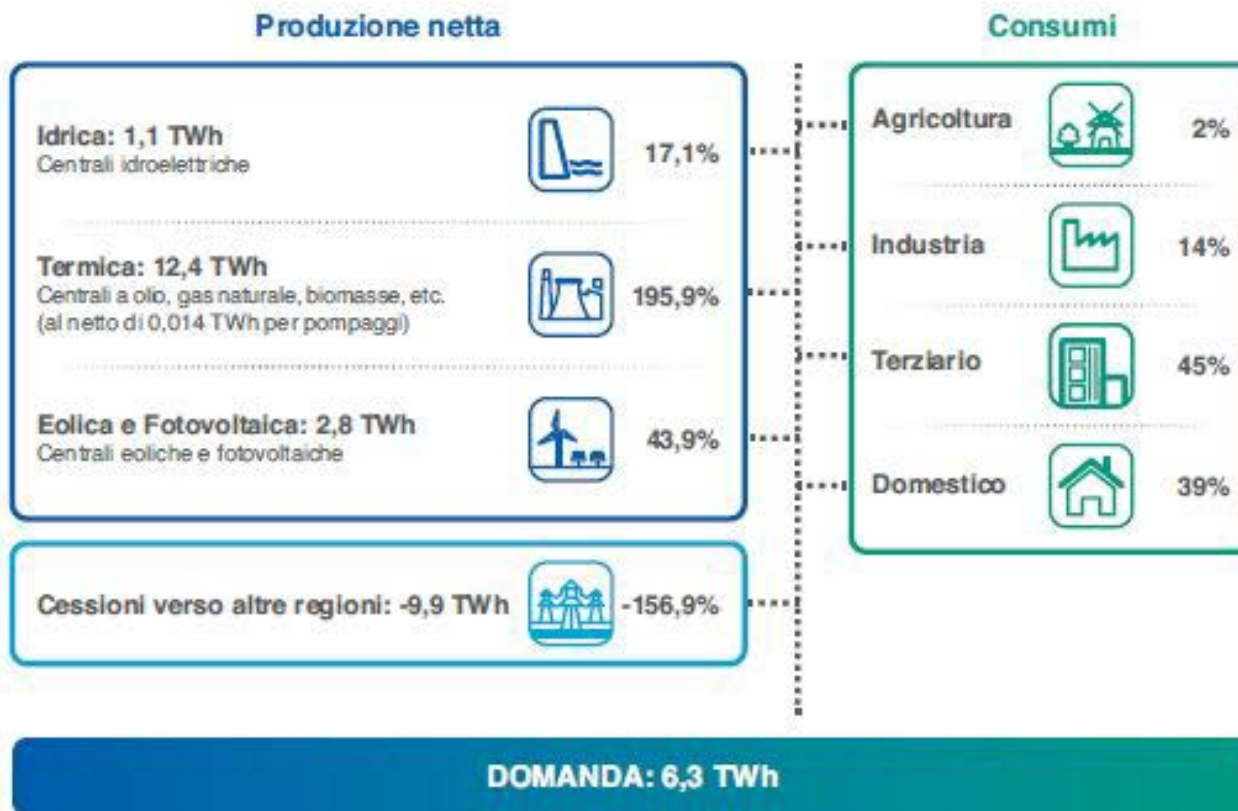 Produzione netta
Idrica: 1,1 TWh
Centrali idroelettriche
17,1%
Termica: 12,4 TWh
Centrali a olio, gas naturale, biomasse, etc.
(al netto di 0,014 TWh per pompaggi)
195,9%
Eolica e Fotovoltaica: 2,8 TWh
Centrali eoliche e fotovoltaiche
43,9%
Cessioni verso altre regioni: -9,9 TWh
-156,9%
Consumi
Agricoltura 2%
Industria 14%
Terziario 45%
Domestico 39%
DOMANDA: 6,3 TWh